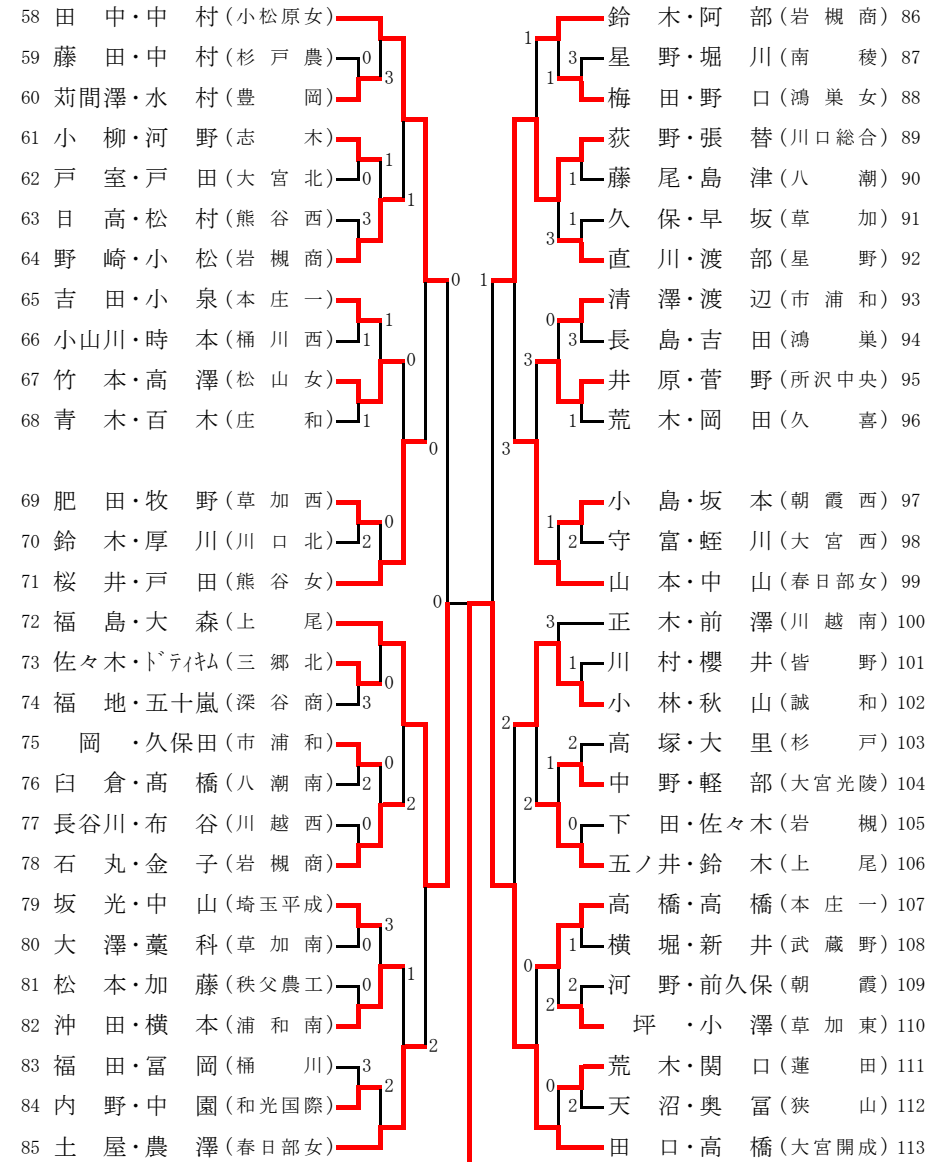 58 田 中・中 村(小松原女)
59 藤 田・中 村(杉戸農)
60 苅間澤・水 村(豊岡)
61 小 柳・河 野(志木)
62 戸 室・戸 田(大宮北)
63 日 高・松 村(熊谷西)
64 野 崎・小 松(岩槻商)
65 吉 田・小 泉(本庄一)
66 小山川・時 本(桶川西)
67 竹 本・高 澤(松山女)
68 青 木・百 木(庄和)
69 肥 田・牧 野(草加西)
70 鈴 木・厚 川(川口北)
71 桜 井・戸 田(熊谷女)
72 福 島・大 森(上尾)
73 佐々木・ドティキム(三郷北)
74 福 地・五十嵐(深谷商)
75 岡 ・久保田(市浦和)
76 臼 倉・髙 橋(八潮南)
77 長谷川・布 谷(川越西)
78 石 丸・金 子(岩槻商)
79 坂 光・中 山(埼玉平成)
80 大 澤・藁 科(草加南)
81 松 本・加 藤(秩父農工)
82 沖 田・横 本(浦和南)
83 福 田・冨 岡(桶川)
84 内 野・中 園(和光国際)
85 土 屋・農 澤(春日部女)
0
3
1
0
1
3
1
0
1
1
0
1
0
0
2
0
0
3
0
2
0
0
2
3
0
0
1
3
2
2
0
鈴 木・阿 部(岩槻商) 86
星 野・堀 川(南稜) 87
梅 田・野 口(鴻巣女) 88
荻 野・張 替(川口総合) 89
藤 尾・島 津(八潮) 90
久 保・早 坂(草加) 91
直 川・渡 部(星野) 92
清 澤・渡 辺(市浦和) 93
長 島・吉 田(鴻巣) 94
井 原・菅 野(所沢中央) 95
荒 木・岡 田(久喜) 96
小 島・坂 本(朝霞西) 97
守 富・蛭 川(大宮西) 98
山 本・中 山(春日部女) 99
正 木・前 澤(川越南) 100
川 村・櫻 井(皆野) 101
小 林・秋 山(誠和) 102
高 塚・大 里(杉戸) 103
中 野・軽 部(大宮光陵) 104
下 田・佐々木(岩槻) 105
五ノ井・鈴 木(上尾) 106
高 橋・高 橋(本庄一) 107
横 堀・新 井(武蔵野) 108
河 野・前久保(朝霞) 109
坪 ・小 澤(草加東) 110
荒 木・関 口(蓮田) 111
天 沼・奥 冨(狭山) 112
田 口・高 橋(大宮開成) 113
1
3
1
1
1
3
1
0
3
3
1
3
1
2
3
1
2
2
1
2
0
1
0
2
2
0
2